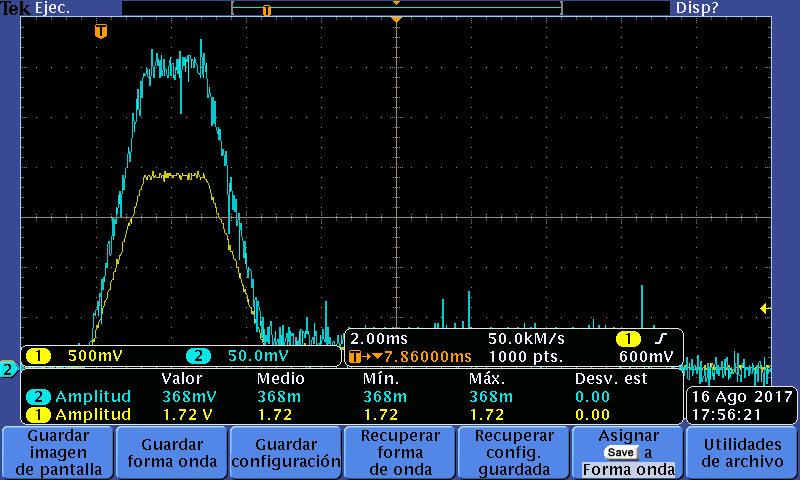 Tek Ejec. Disp?
T
T
1 500mV 2 50.0mV
2.00ms 50.0kM/s 1
T→▼7.86000ms 1000 pts. 600mV
2
Valor Medio Mín. Máx. Desv. est
2 Amplitud 368mV 368m 368m 368m 0.00
1 Amplitud 1.72 V 1.72 1.72 1.72 0.00
16 Ago 2017
17:56:21
Guardar
imagen
de pantalla
Guardar
forma onda
Guardar
configuración
Recuperar
forma
de onda
Recuperar
config.
guardada
Asignar
Save a
Forma onda
Utilidades
de archivo